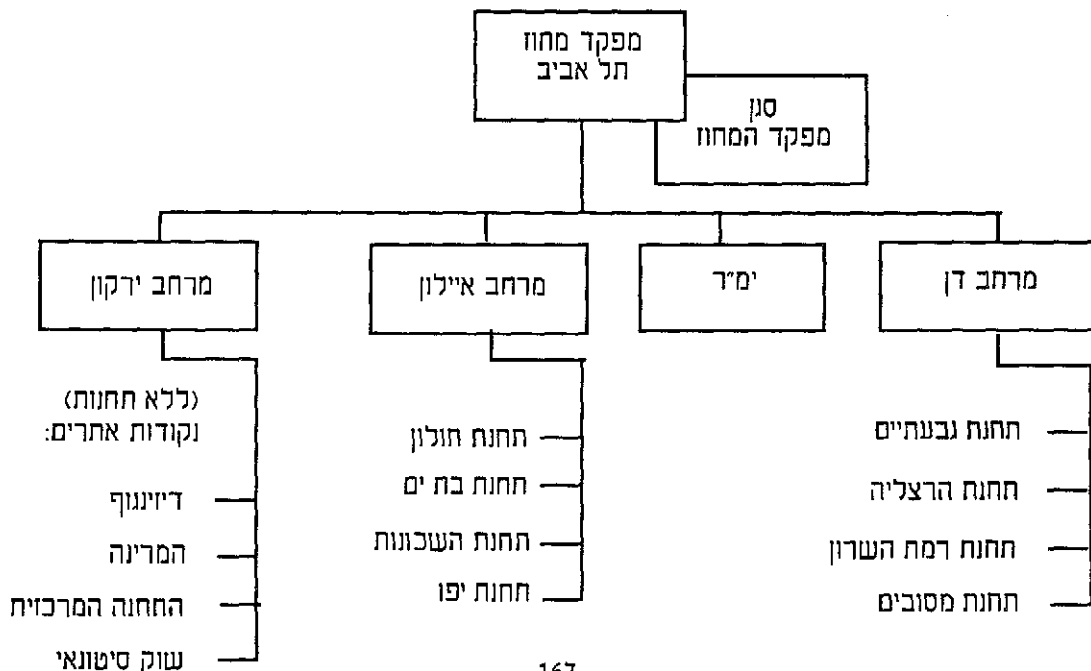 מפקד מחוז
תל אביב
סגן
מפקד המחוז
מרחב דן
ימ"ר
מרחב איילון
מרחב ירקון
תחנת גבעתיים
תחנת הרצליה
תחנת רמת השרון
תחנת מסובים
תחנת חולון
תחנת בת ים
תחנת השכונות
תחנת יפו
(ללא תחנות)
נקודות אתרים:
דיזינגוף
המרינה
התחנה המרכזית
שוק סיטונאי
167